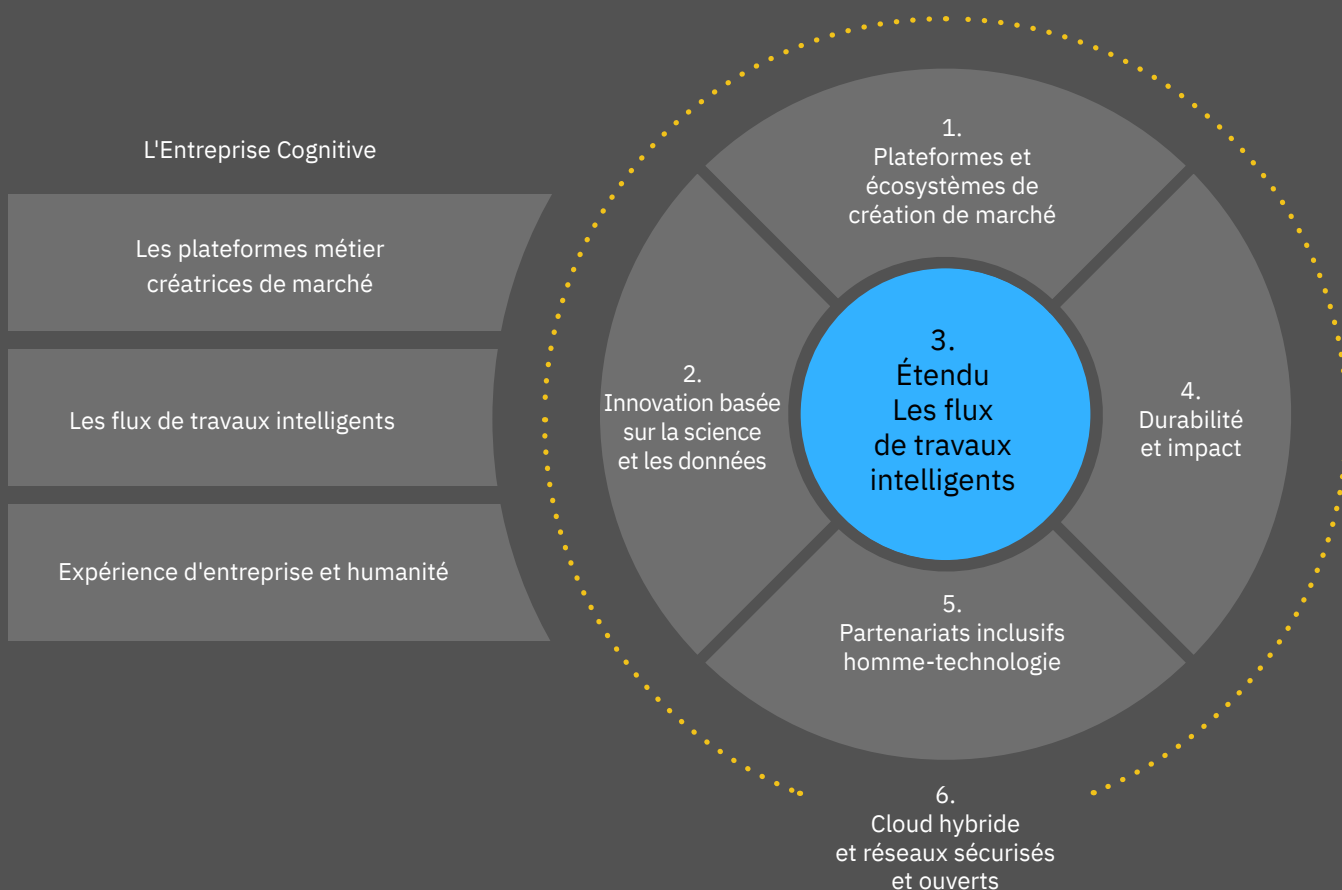 L'Entreprise Cognitive
Les plateformes métier
créatrices de marché
Les flux de travaux intelligents
Expérience d'entreprise et humanité
1.
Plateformes et
écosystèmes de
création de marché
2.
Innovation basée
sur la science
et les données
3.
Étendu
Les flux
de travaux
intelligents
4.
Durabilité
et impact
5.
Partenariats inclusifs
homme-technologie
6.
Cloud hybride
et réseaux sécurisés
et ouverts